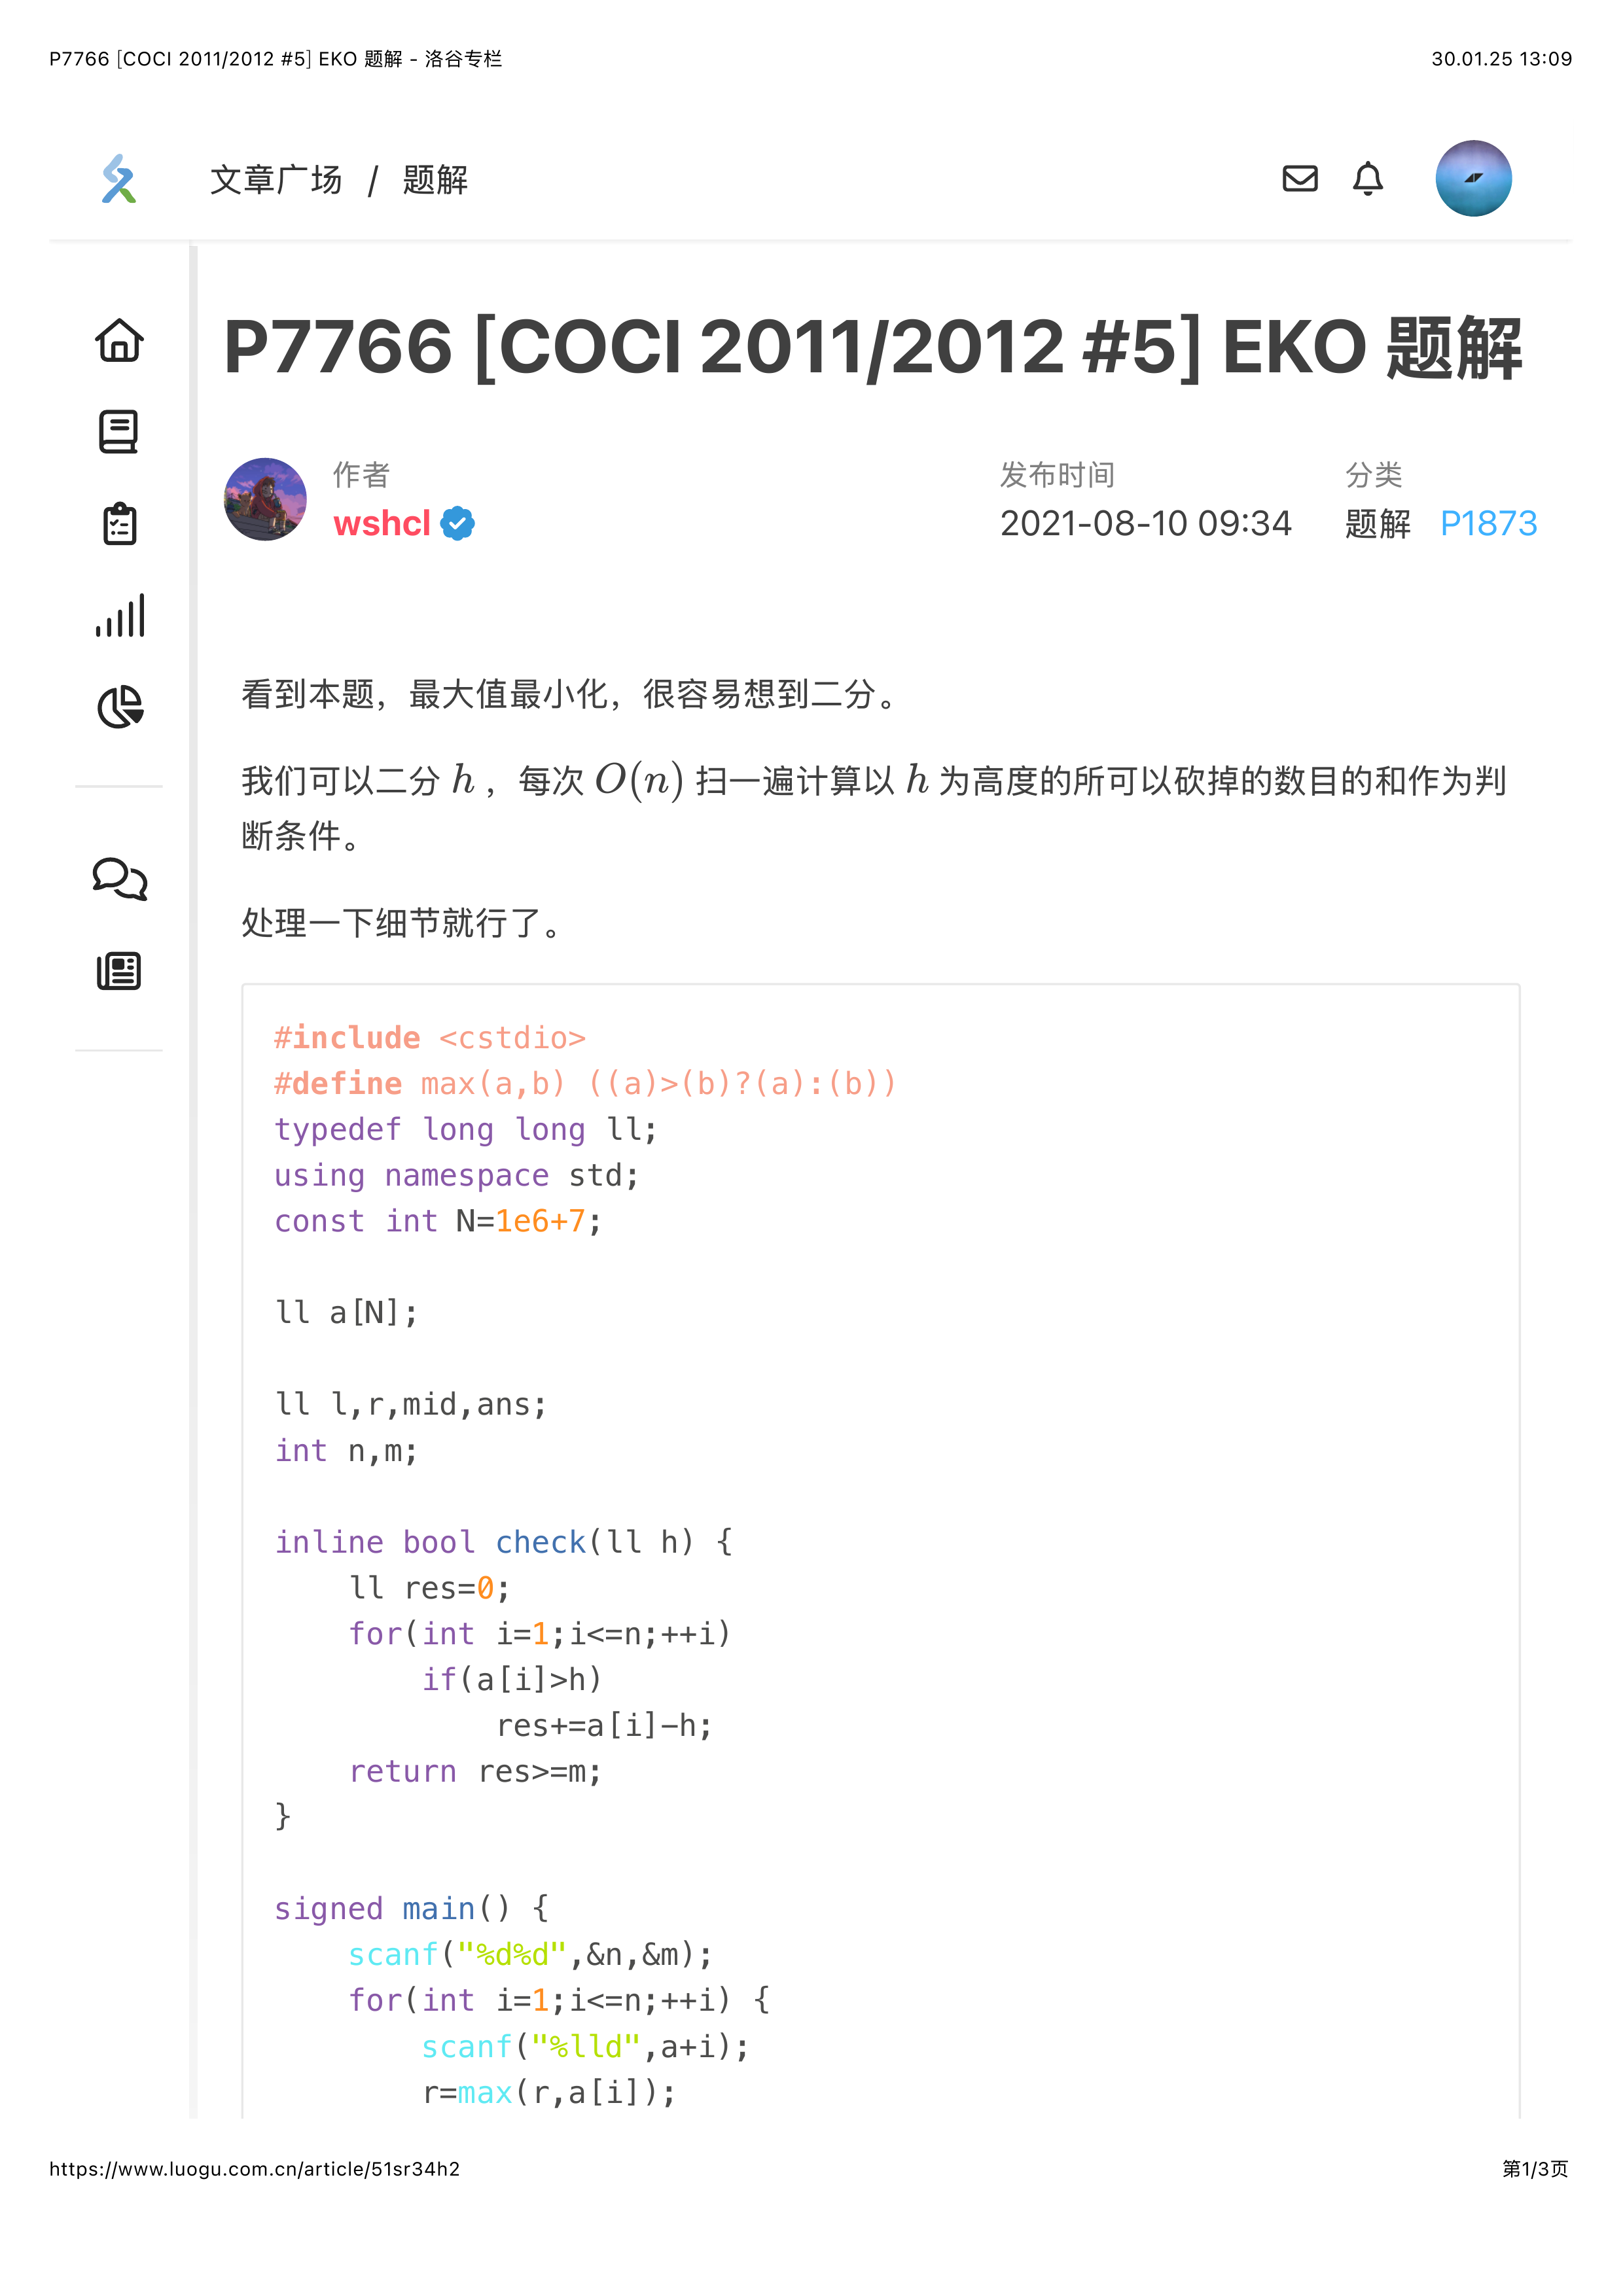 P7766 [COCI 2011/2012 #5] EKO 题解 - 洛谷专栏
30.01.25 13:09
文章广场 / 题解
P7766 [COCI 2011/2012 #5] EKO 题解
作者
wshcl
发布时间
2021-08-10 09:34
分类
题解 P1873
看到本题，最大值最小化，很容易想到二分。
我们可以二分 h ，每次 O(n) 扫一遍计算以 h 为高度的所可以砍掉的数目的和作为判
断条件。
处理一下细节就行了。
#include <cstdio>
#define max(a,b) ((a)>(b)?(a):(b))
typedef long long ll;
using namespace std;
const int N=1e6+7;
ll a[N];
ll l,r,mid,ans;
int n,m;
inline bool check(ll h) {
    ll res=0;
    for(int i=1;i<=n;++i)
        if(a[i]>h)
            res+=a[i]-h;
    return res>=m;
}
signed main() {
    scanf("%d%d",&n,&m);
    for(int i=1;i<=n;++i) {
        scanf("%lld",a+i);
        r=max(r,a[i]);
https://www.luogu.com.cn/article/51sr34h2
第1/3页